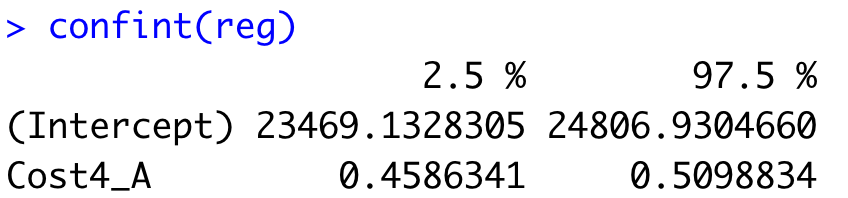 > confint(reg)
2.5 % 97.5 %
(Intercept) 23469.1328305 24806.9304660
Cost4_A 0.4586341 0.5098834